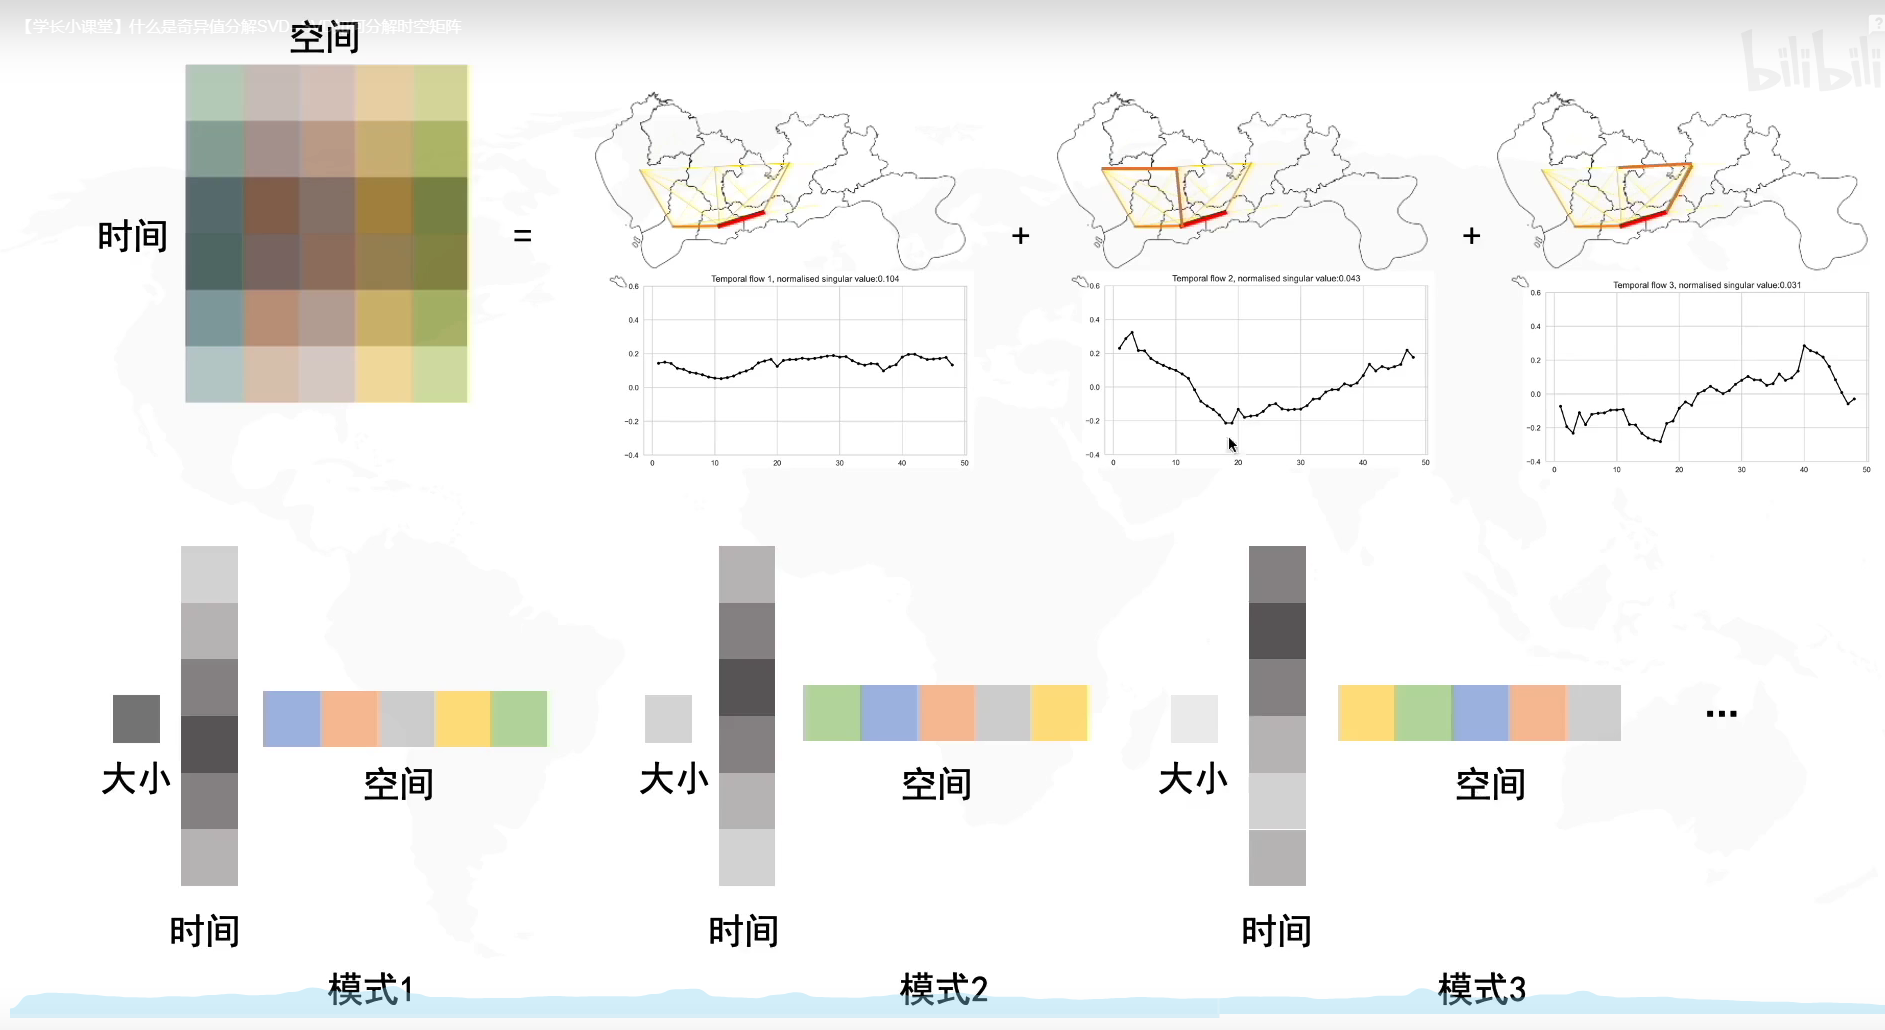 【学长小课堂】什么是奇异值分解SVD
分解时空矩阵
bilibili
空间
时间
=
+
+
Temporal flow 1, normalised singular value:0.104
0.6
0.4
0.2
0.0
−0.2
−0.4
0 10 20 30 40 50
Temporal flow 2, normalised singular value:0.043
0.6
0.4
0.2
0.0
−0.2
−0.4
0 10 20 30 40 50
Temporal flow 3, normalised singular value:0.031
0.6
0.4
0.2
0.0
−0.2
−0.4
0 10 20 30 40 50
大小
空间
时间
模式1
大小
空间
时间
模式2
大小
空间
时间
模式3
...